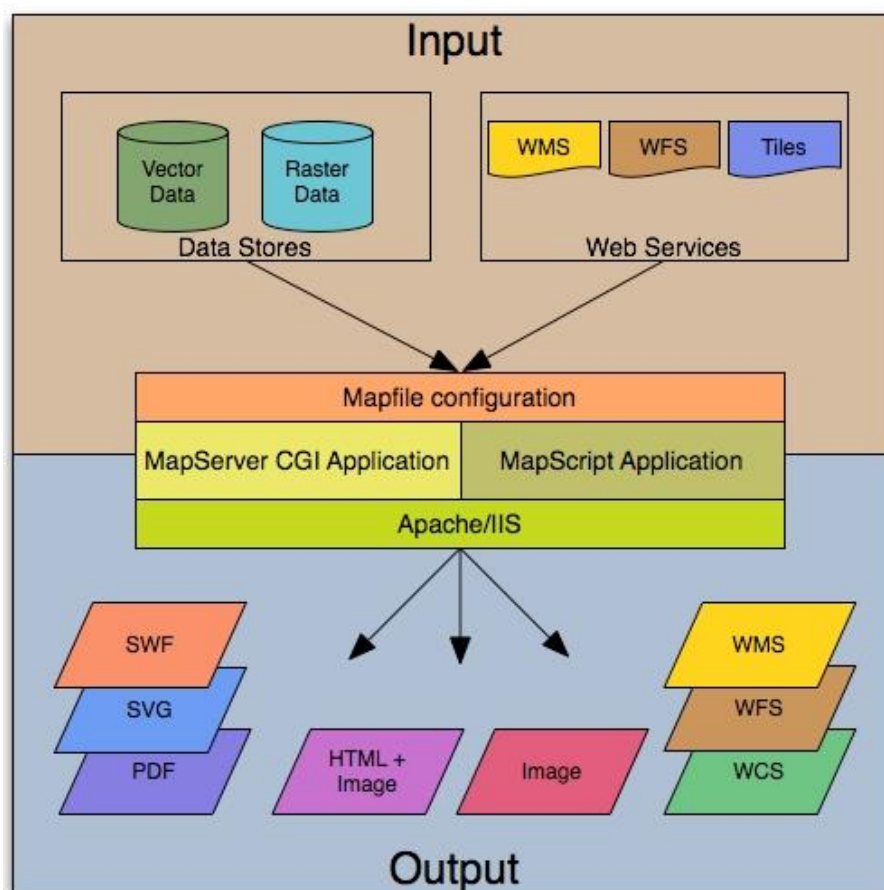 Input
Vector
Data
Raster
Data
Data Stores
WMS
WFS
Tiles
Web Services
Mapfile configuration
MapServer CGI Application
MapScript Application
Apache/IIS
SWF
SVG
PDF
HTML +
Image
Image
WMS
WFS
WCS
Output